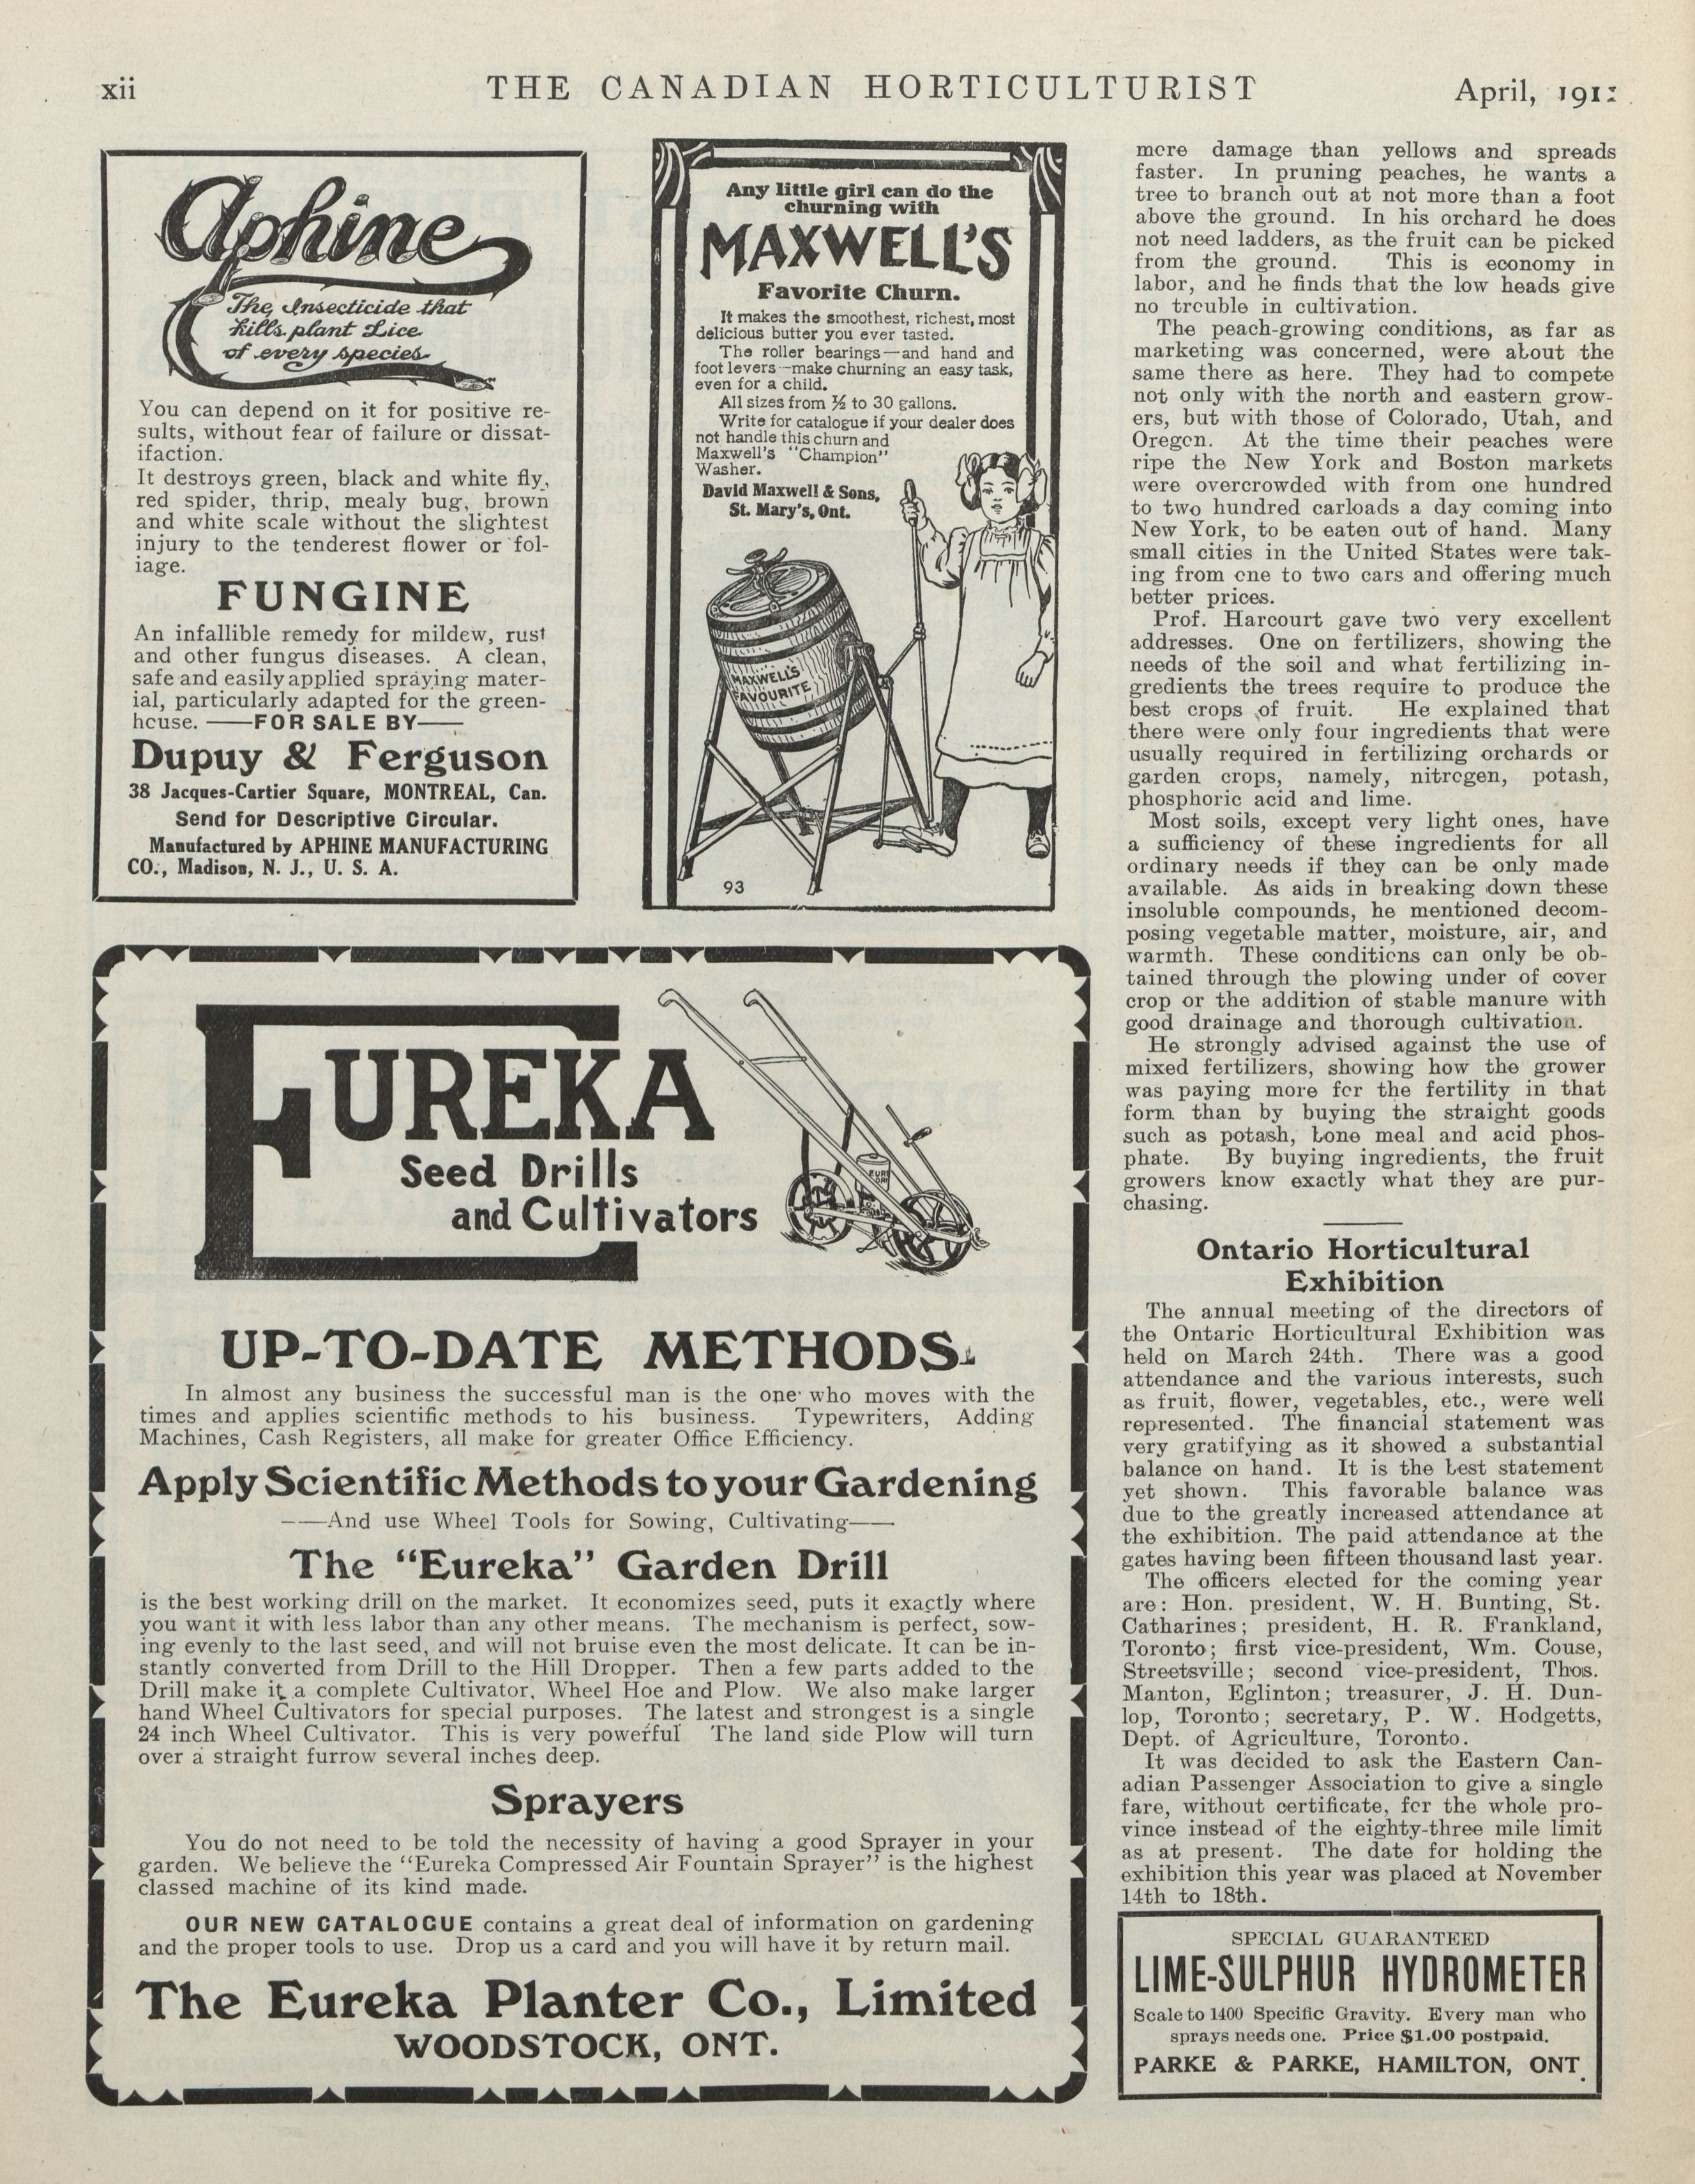 xii
THE CANADIAN HORTICULTURIST
April,
Aphine
The Insecticide that
kills plant Lice
of every species
You can depend on it for positive re-
sults, without fear of failure or dissat-
isfaction.
It destroys green, black and white fly,
red spider, thrip, mealy bug, brown
and white scale without the slightest
injury to the tenderest flower or fol-
iage.
FUNGINE
An infallible remedy for mildew, rust
and other fungus diseases. A clean,
safe and easily applied spraying mater-
ial, particularly adapted for the green-
house. ——FOR SALE BY——
Dupuy & Ferguson
38 Jacques-Cartier Square, MONTREAL, Can.
Send for Descriptive Circular.
Manufactured by APHINE MANUFACTURING
CO., Madison, N. J., U. S. A.
Any little girl can do the
churning with
MAXWELL'S
Favorite Churn.
It makes the smoothest, richest, most
delicious butter you ever tasted.
The roller bearings—and hand and
foot levers—make churning an easy task,
even for a child.
All sizes from ½ to 30 gallons.
Write for catalogue if your dealer does
not handle this churn and
Maxwell's "Champion"
Washer.
David Maxwell & Sons,
St. Mary's, Ont.
MAXWELL'S
FAVOURITE
93
EUREKA
Seed Drills
and Cultivators
UP-TO-DATE METHODS
In almost any business the successful man is the one who moves with the
times and applies scientific methods to his business. Typewriters, Adding
Machines, Cash Registers, all make for greater Office Efficiency.
Apply Scientific Methods to your Gardening
——And use Wheel Tools for Sowing, Cultivating——
The "Eureka" Garden Drill
is the best working drill on the market. It economizes seed, puts it exactly where
you want it with less labor than any other means. The mechanism is perfect, sow-
ing evenly to the last seed, and will not bruise even the most delicate. It can be in-
stantly converted from Drill to the Hill Dropper. Then a few parts added to the
Drill make it a complete Cultivator, Wheel Hoe and Plow. We also make larger
hand Wheel Cultivators for special purposes. The latest and strongest is a single
24 inch Wheel Cultivator. This is very powerful The land side Plow will turn
over a straight furrow several inches deep.
Sprayers
You do not need to be told the necessity of having a good Sprayer in your
garden. We believe the "Eureka Compressed Air Fountain Sprayer" is the highest
classed machine of its kind made.
OUR NEW CATALOGUE contains a great deal of information on gardening
and the proper tools to use. Drop us a card and you will have it by return mail.
The Eureka Planter Co., Limited
WOODSTOCK, ONT.
more damage than yellows and spreads
faster. In pruning peaches, he wants a
tree to branch out at not more than a foot
above the ground. In his orchard he does
not need ladders, as the fruit can be picked
from the ground. This is economy in
labor, and he finds that the low heads give
no trouble in cultivation.
The peach-growing conditions, as far as
marketing was concerned, were about the
same there as here. They had to compete
not only with the north and eastern grow-
ers, but with those of Colorado, Utah, and
Oregon. At the time their peaches were
ripe the New York and Boston markets
were overcrowded with from one hundred
to two hundred carloads a day coming into
New York, to be eaten out of hand. Many
small cities in the United States were tak-
ing from one to two cars and offering much
better prices.
Prof. Harcourt gave two very excellent
addresses. One on fertilizers, showing the
needs of the soil and what fertilizing in-
gredients the trees require to produce the
best crops of fruit. He explained that
there were only four ingredients that were
usually required in fertilizing orchards or
garden crops, namely, nitrogen, potash,
phosphoric acid and lime.
Most soils, except very light ones, have
a sufficiency of these ingredients for all
ordinary needs if they can be only made
available. As aids in breaking down these
insoluble compounds, he mentioned decom-
posing vegetable matter, moisture, air, and
warmth. These conditions can only be ob-
tained through the plowing under of cover
crop or the addition of stable manure with
good drainage and thorough cultivation.
He strongly advised against the use of
mixed fertilizers, showing how the grower
was paying more for the fertility in that
form than by buying the straight goods
such as potash, bone meal and acid phos-
phate. By buying ingredients, the fruit
growers know exactly what they are pur-
chasing.
Ontario Horticultural
Exhibition
The annual meeting of the directors of
the Ontario Horticultural Exhibition was
held on March 24th. There was a good
attendance and the various interests, such
as fruit, flower, vegetables, etc., were well
represented. The financial statement was
very gratifying as it showed a substantial
balance on hand. It is the best statement
yet shown. This favorable balance was
due to the greatly increased attendance at
the exhibition. The paid attendance at the
gates having been fifteen thousand last year.
The officers elected for the coming year
are: Hon. president, W. H. Bunting, St.
Catharines; president, H. R. Frankland,
Toronto; first vice-president, Wm. Couse,
Streetsville; second vice-president, Thos.
Manton, Eglinton; treasurer, J. H. Dun-
lop, Toronto; secretary, P. W. Hodgetts,
Dept. of Agriculture, Toronto.
It was decided to ask the Eastern Can-
adian Passenger Association to give a single
fare, without certificate, for the whole pro-
vince instead of the eighty-three mile limit
as at present. The date for holding the
exhibition this year was placed at November
14th to 18th.
SPECIAL GUARANTEED
LIME-SULPHUR HYDROMETER
Scale to 1400 Specific Gravity. Every man who
sprays needs one. Price $1.00 postpaid.
PARKE & PARKE, HAMILTON, ONT.